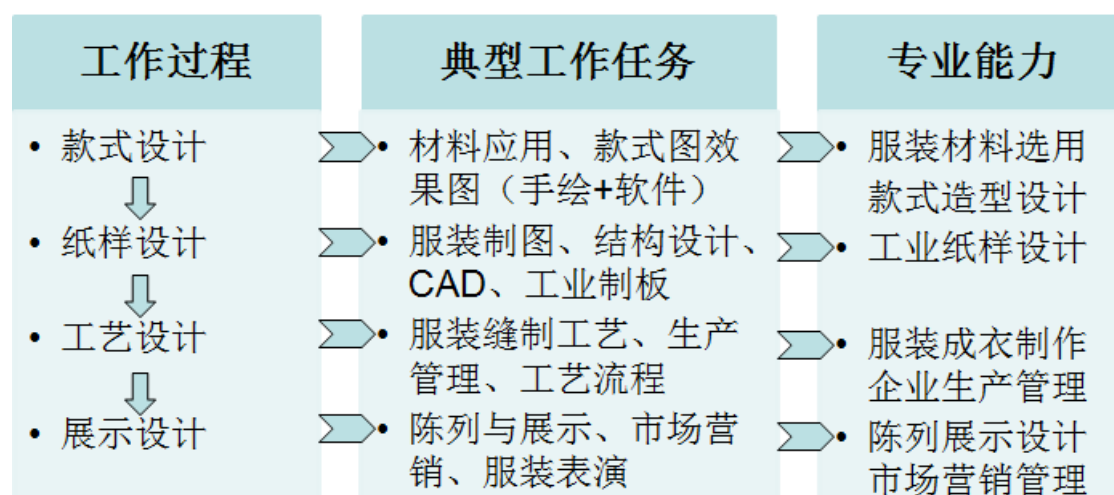 工作过程
• 款式设计
• 纸样设计
• 工艺设计
• 展示设计
典型工作任务
• 材料应用、款式图效
果图（手绘+软件）
• 服装制图、结构设计、
CAD、工业制板
• 服装缝制工艺、生产
管理、工艺流程
• 陈列与展示、市场营
销、服装表演
专业能力
• 服装材料选用
款式造型设计
• 工业纸样设计
• 服装成衣制作
企业生产管理
• 陈列展示设计
市场营销管理